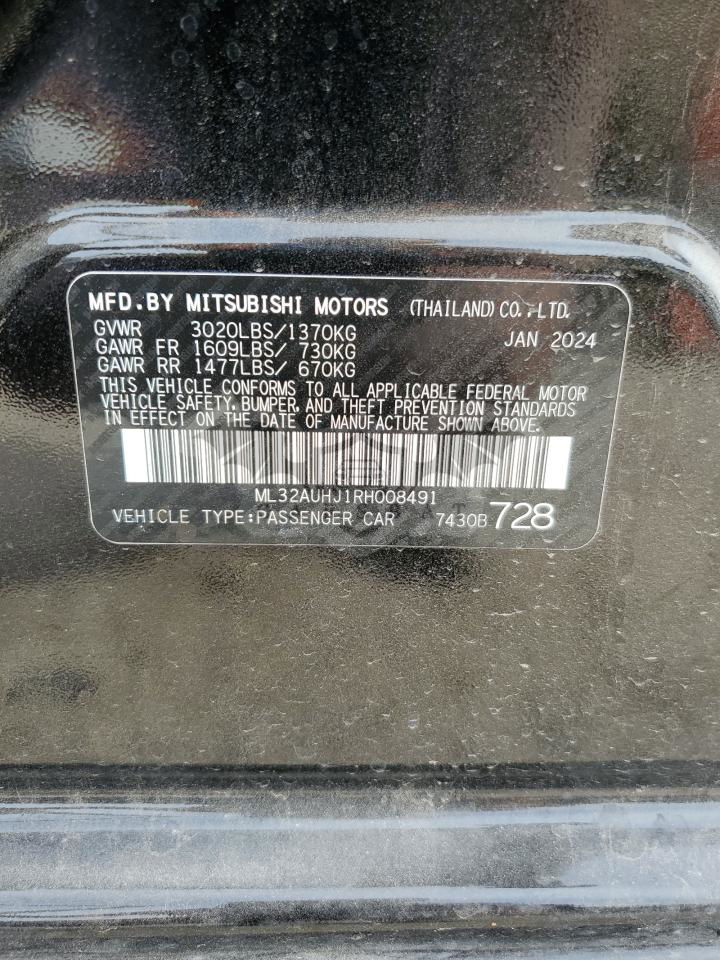 MFD.BY MITSUBISHI MOTORS (THAILAND) CO.,LTD.
GVWR 3020LBS/1370KG JAN 2024
GAWR FR 1609LBS/ 730KG
GAWR RR 1477LBS/ 670KG
THIS VEHICLE CONFORMS TO ALL APPLICABLE FEDERAL MOTOR
VEHICLE SAFETY, BUMPER, AND THEFT PREVENTION STANDARDS
IN EFFECT ON THE DATE OF MANUFACTURE SHOWN ABOVE.
ML32AUHJ1RH008491
VEHICLE TYPE:PASSENGER CAR 7430B 728